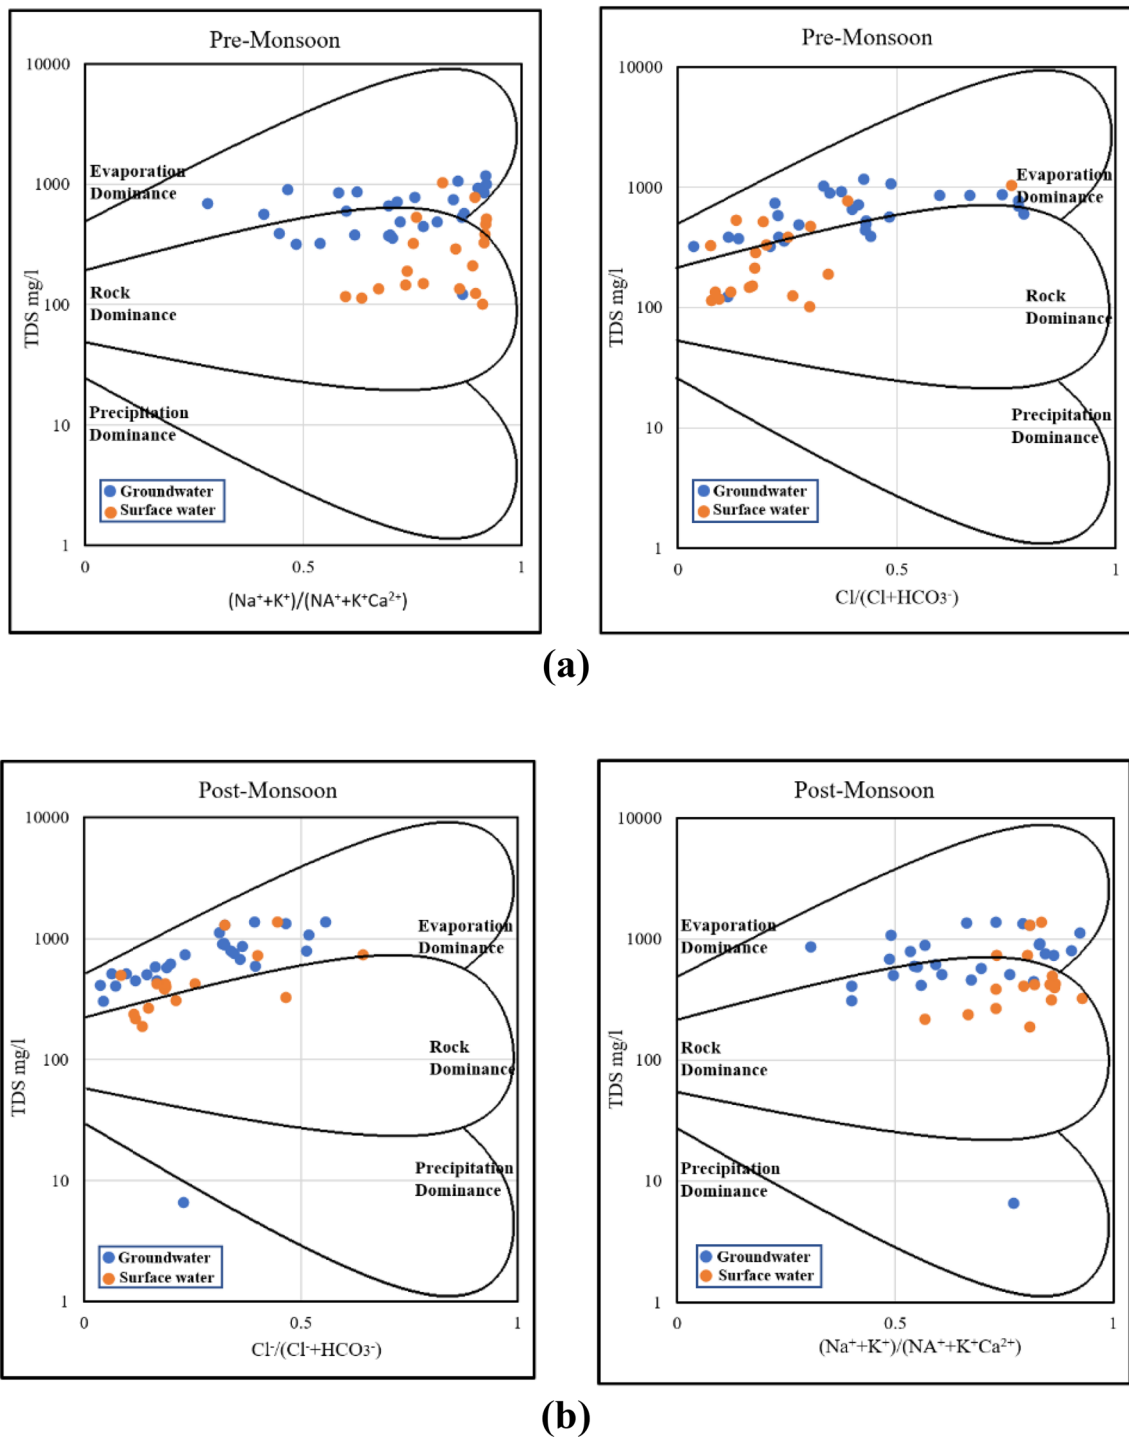 Pre-Monsoon
10000
1000
100
10
1
TDS mg/l
Evaporation
Dominance
Rock
Dominance
Precipitation
Dominance
Groundwater
Surface water
0
0.5
1
(Na⁺+K⁺)/(NA⁺+K⁺Ca²⁺)
Pre-Monsoon
10000
1000
100
10
1
TDS mg/l
Evaporation
Dominance
Rock
Dominance
Precipitation
Dominance
Groundwater
Surface water
0
0.5
1
Cl/(Cl+HCO3⁻)
(a)
Post-Monsoon
10000
1000
100
10
1
TDS mg/l
Evaporation
Dominance
Rock
Dominance
Precipitation
Dominance
Groundwater
Surface water
0
0.5
1
Cl⁻/(Cl⁻+HCO3⁻)
Post-Monsoon
10000
1000
100
10
1
TDS mg/l
Evaporation
Dominance
Rock
Dominance
Precipitation
Dominance
Groundwater
Surface water
0
0.5
1
(Na⁺+K⁺)/(NA⁺+K⁺Ca²⁺)
(b)